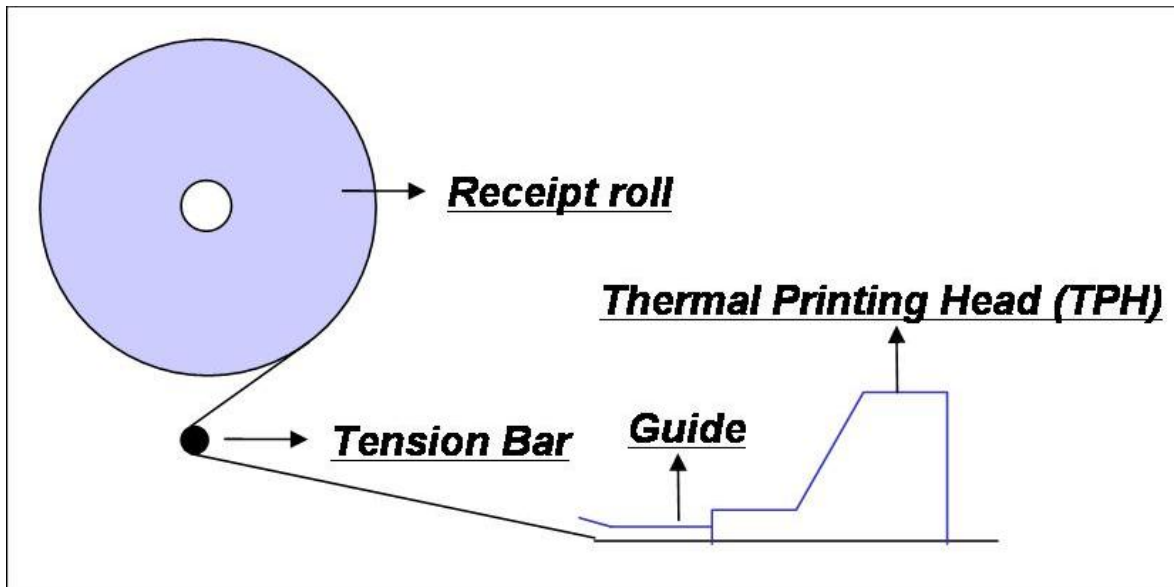 Receipt roll
Thermal Printing Head (TPH)
Guide
Tension Bar